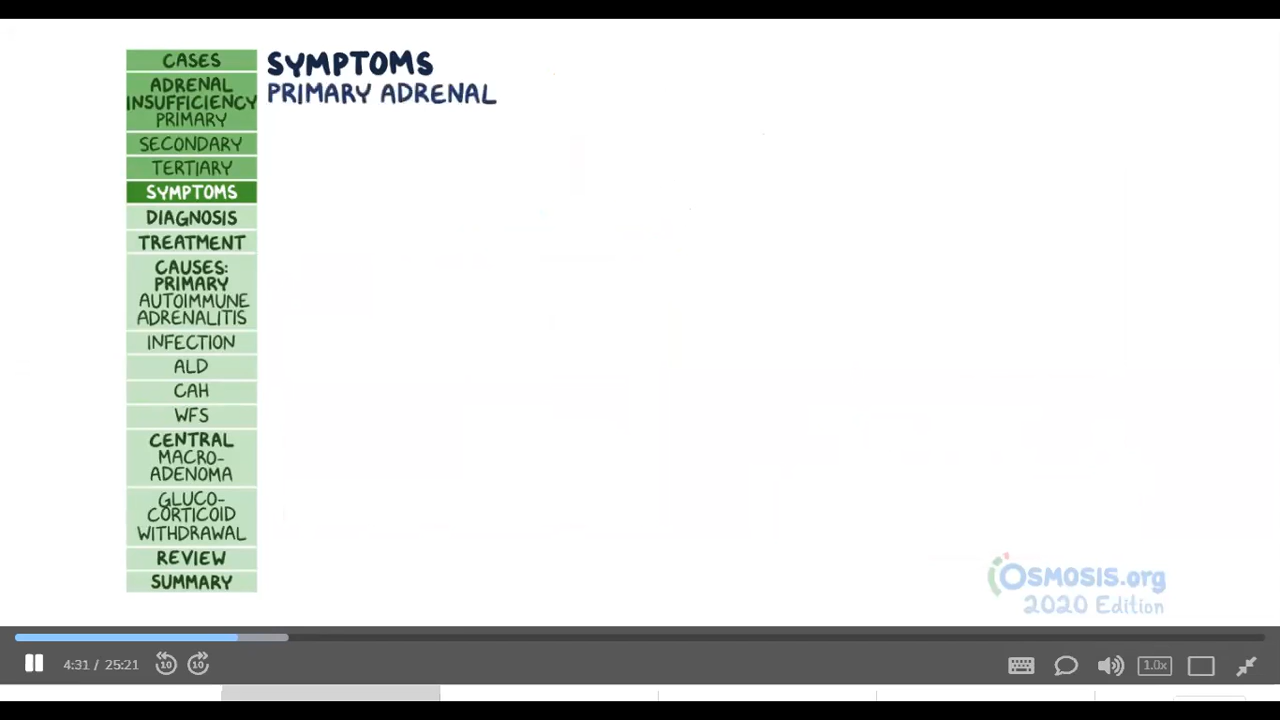 CASES
ADRENAL
INSUFFICIENCY
PRIMARY
SECONDARY
TERTIARY
SYMPTOMS
DIAGNOSIS
TREATMENT
CAUSES:
PRIMARY
AUTOIMMUNE
ADRENALITIS
INFECTION
ALD
CAH
WFS
CENTRAL
MACRO-
ADENOMA
GLUCO-
CORTICOID
WITHDRAWAL
REVIEW
SUMMARY
SYMPTOMS
PRIMARY ADRENAL
OSMOSIS.org
2020 Edition
4:31 / 25:21
10
10
1.0x